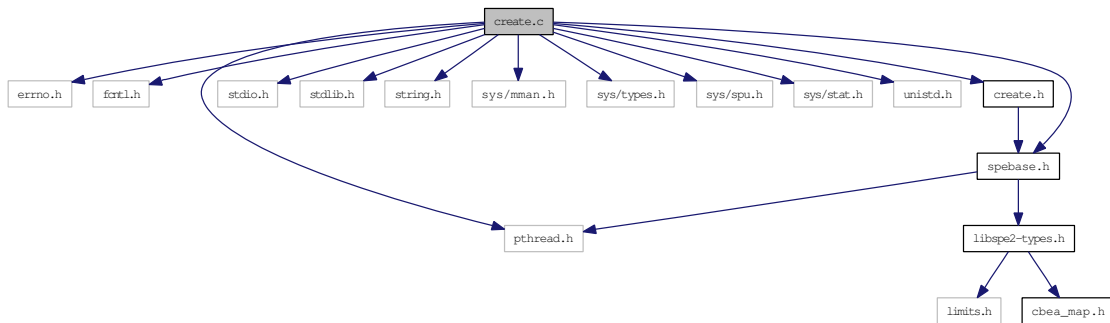 create.c
errno.h
fcntl.h
stdio.h
stdlib.h
string.h
sys/mman.h
sys/types.h
sys/spu.h
sys/stat.h
unistd.h
create.h
spebase.h
pthread.h
libspe2-types.h
limits.h
cbea_map.h